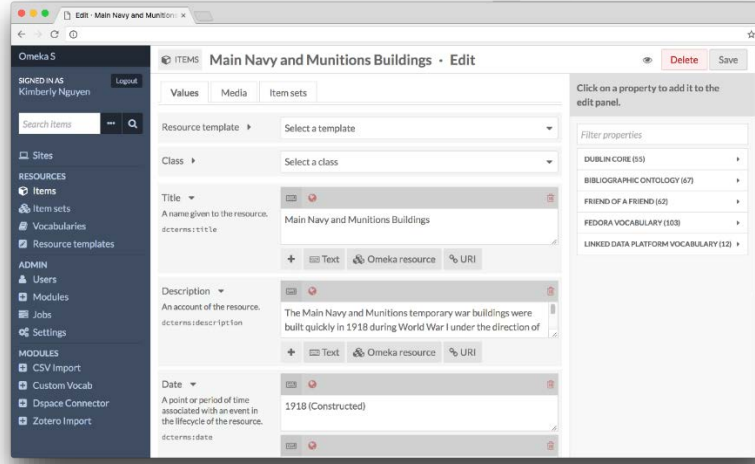 Edit · Main Navy and Munitions
Omeka S
SIGNED IN AS
Kimberly Nguyen
Logout
Search items
Sites
RESOURCES
Items
Item sets
Vocabularies
Resource templates
ADMIN
Users
Modules
Jobs
Settings
MODULES
CSV Import
Custom Vocab
Dspace Connector
Zotero Import
ITEMS Main Navy and Munitions Buildings · Edit
Delete Save
Values Media Item sets
Resource template Select a template
Class Select a class
Title
A name given to the resource.
dcterms:title
Main Navy and Munitions Buildings
Text Omeka resource URI
Description
An account of the resource.
dcterms:description
The Main Navy and Munitions temporary war buildings were
built quickly in 1918 during World War I under the direction of
Text Omeka resource URI
Date
A point or period of time
associated with an event in
the lifecycle of the resource.
dcterms:date
1918 (Constructed)
Click on a property to add it to the
edit panel.
Filter properties
DUBLIN CORE (55)
BIBLIOGRAPHIC ONTOLOGY (67)
FRIEND OF A FRIEND (62)
FEDORA VOCABULARY (103)
LINKED DATA PLATFORM VOCABULARY (12)